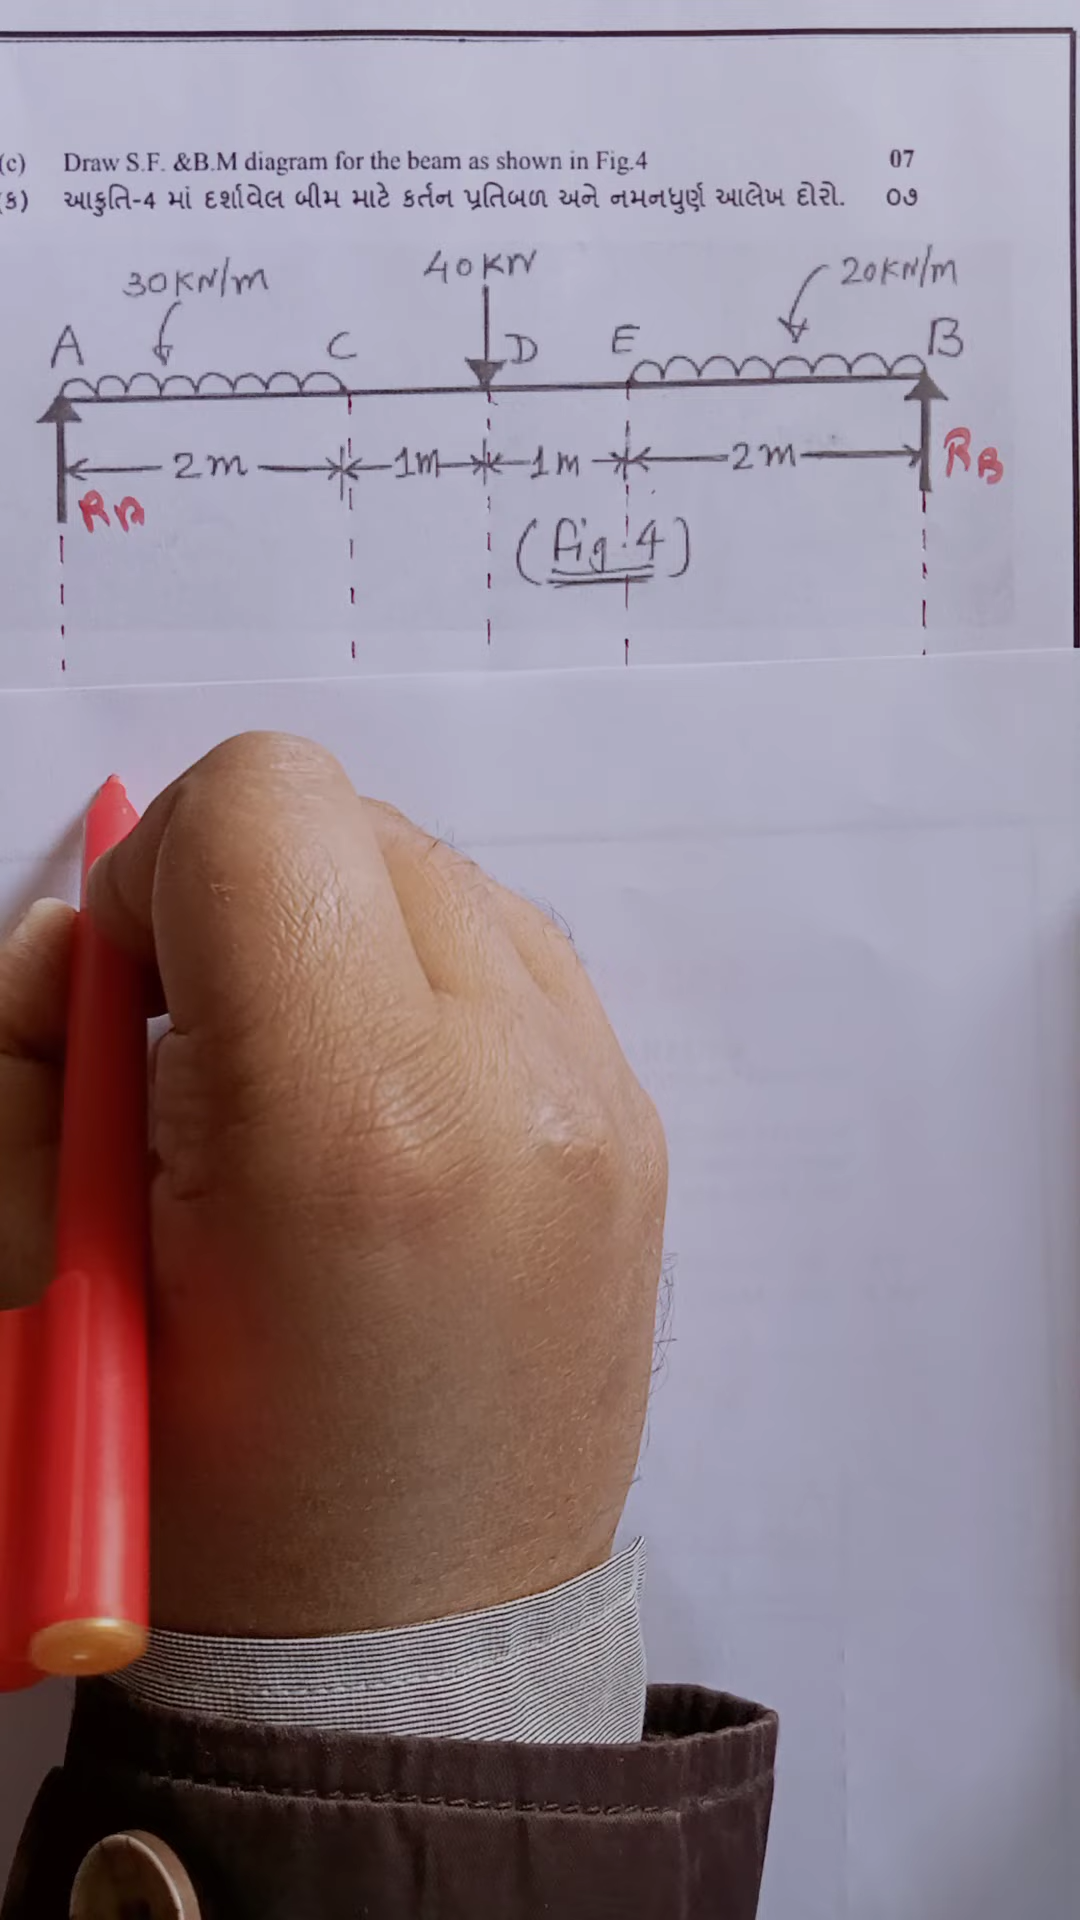 (c) Draw S.F. &B.M diagram for the beam as shown in Fig.4 07
(ક) આકૃતિ-4 માં દર્શાવેલ બીમ માટે કર્તન પ્રતિબળ અને નમનધુર્ણ આલેખ દોરો. ૦૭
30KN/m 40KN 20KN/m
A C D E B
2m 1m 1m 2m
RA RB
(fig.4)